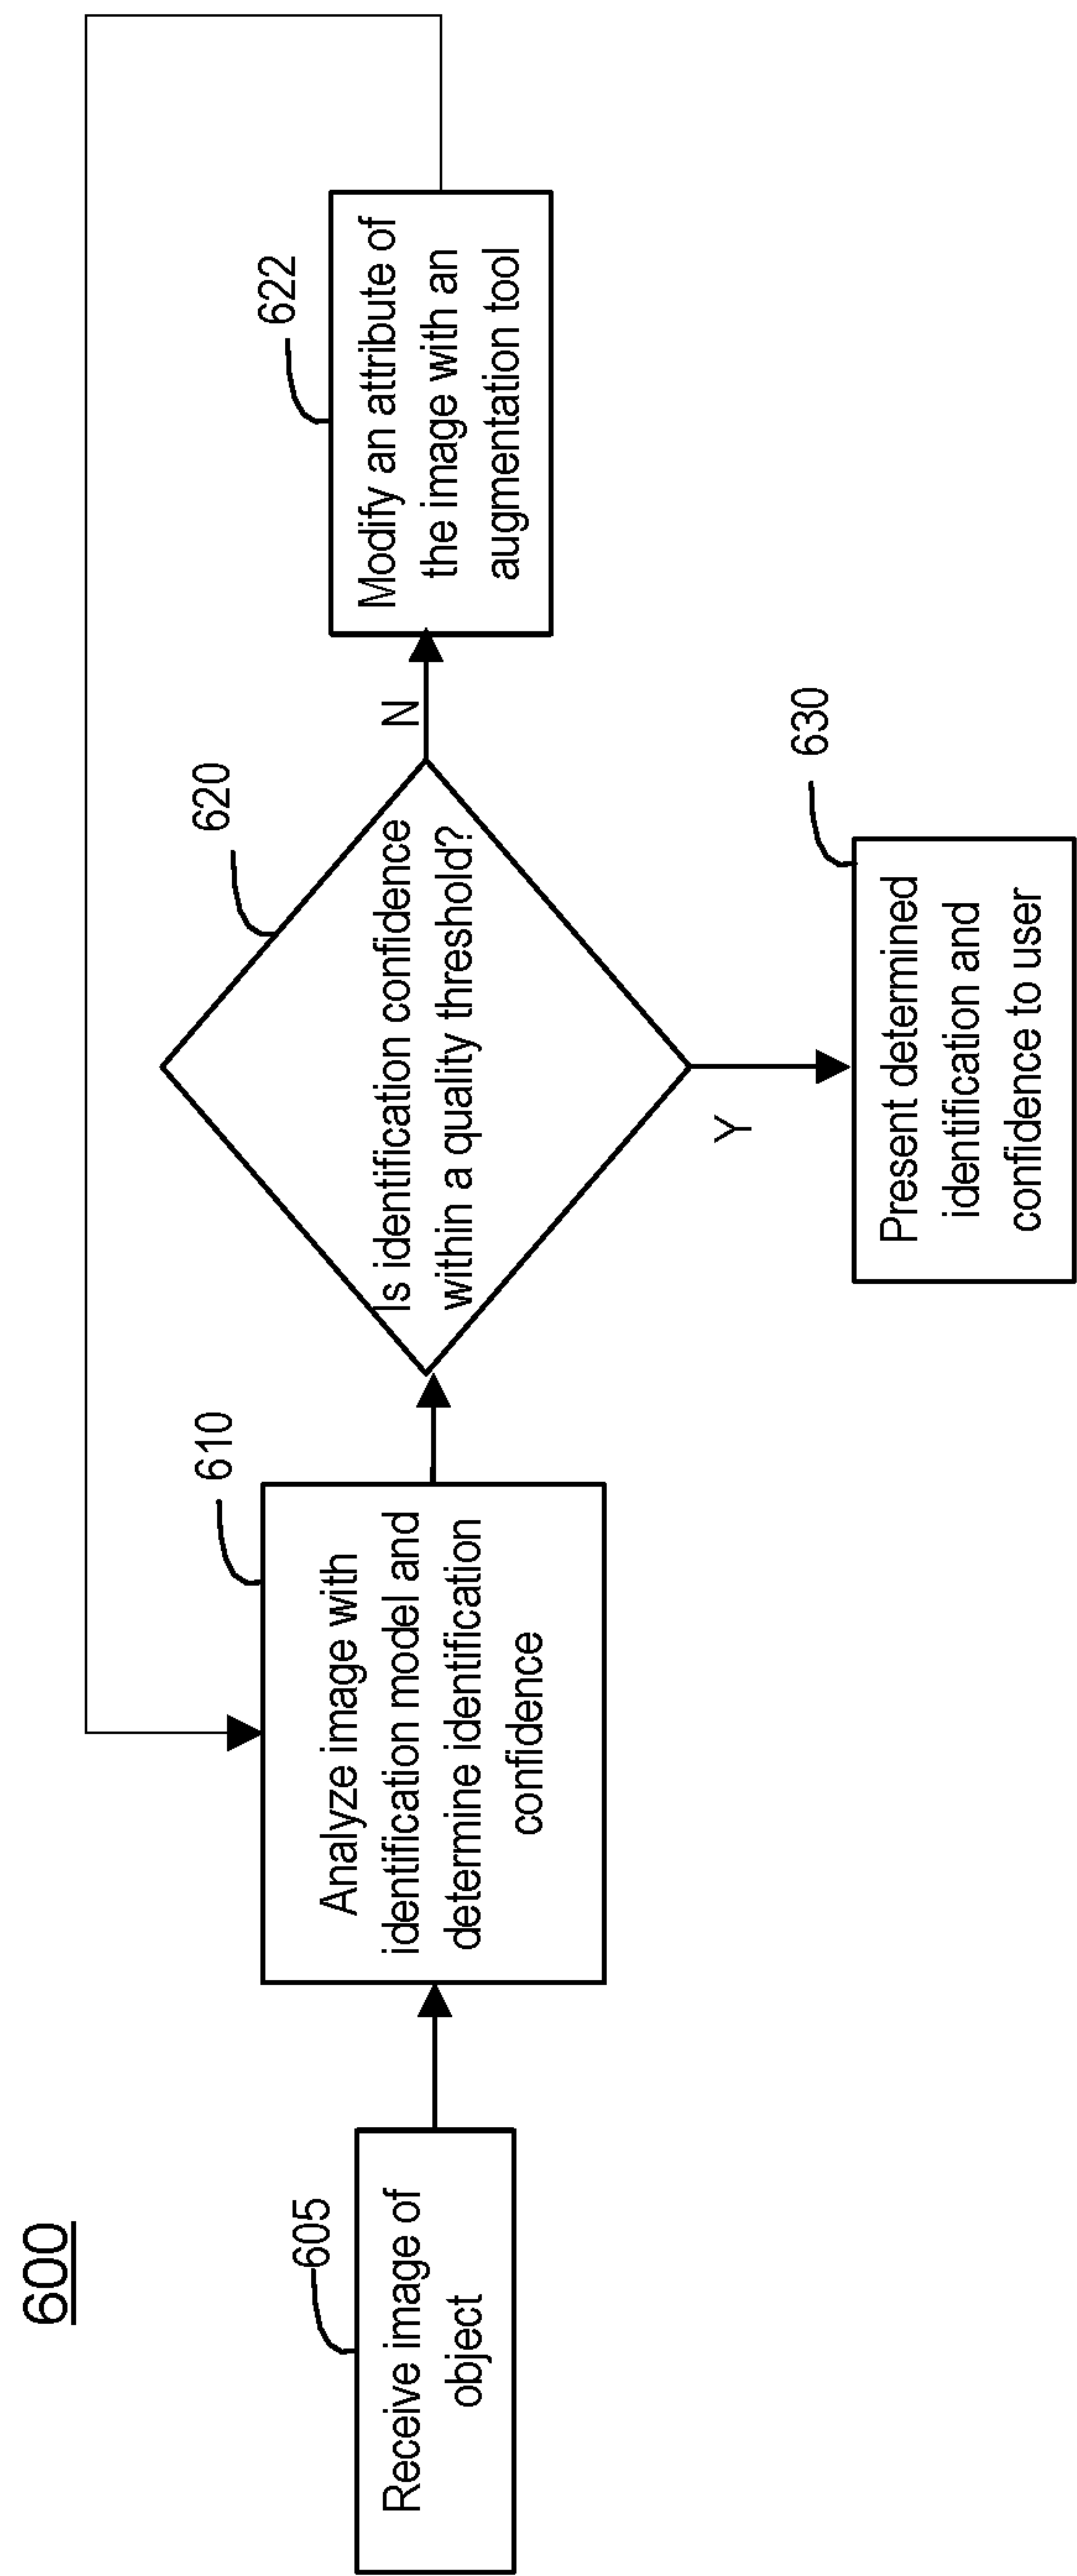 600
605
Receive image of
object
610
Analyze image with
identification model and
determine identification
confidence
620
Is identification confidence
within a quality threshold?
N
622
Modify an attribute of
the image with an
augmentation tool
Y
630
Present determined
identification and
confidence to user